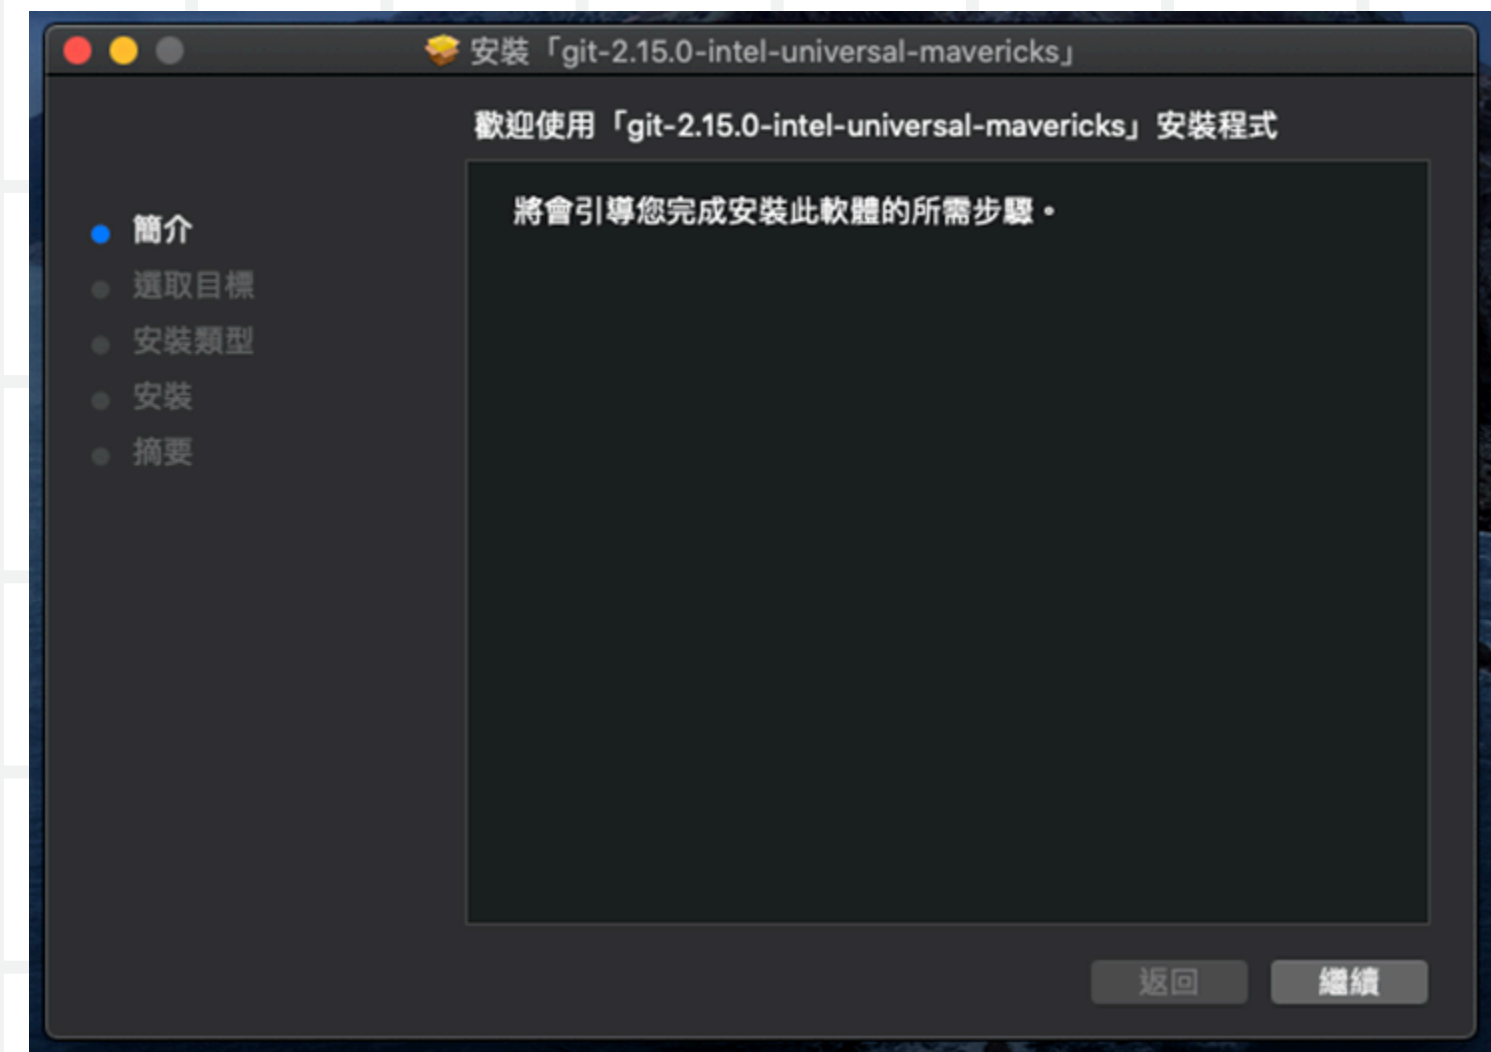 安裝「git-2.15.0-intel-universal-mavericks」
歡迎使用「git-2.15.0-intel-universal-mavericks」安裝程式
簡介
選取目標
安裝類型
安裝
摘要
將會引導您完成安裝此軟體的所需步驟。
返回
繼續